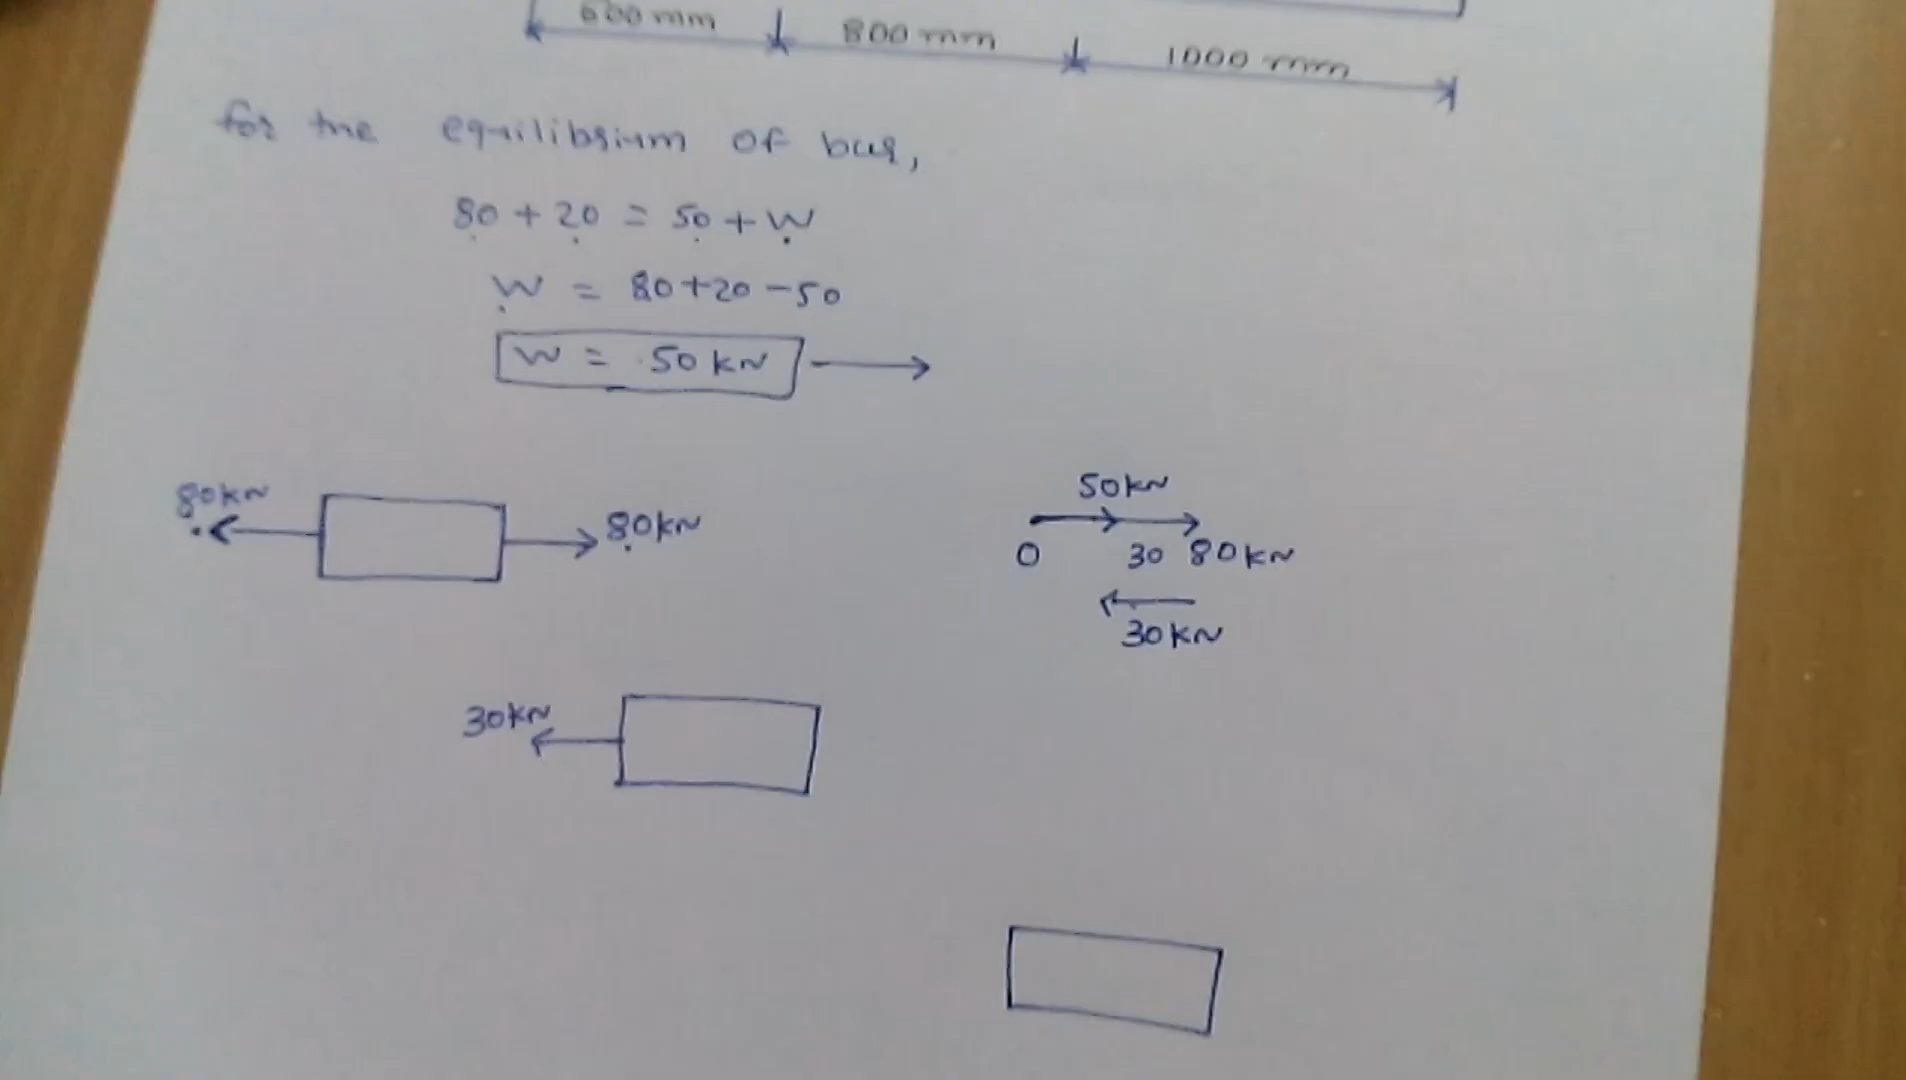 600 mm 800 mm 1000 mm
for the equilibrium of bar,
80 + 20 = 50 + W
W = 80+20-50
W = 50 kN
80kN 80kN
50kN
0 30 80kN
30kN
30kN